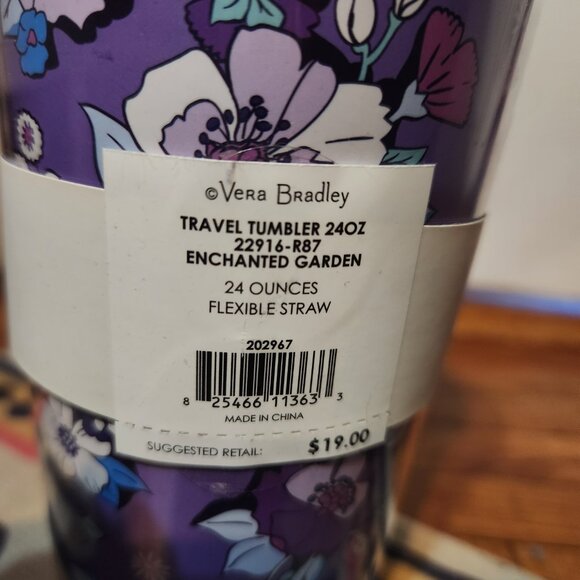 ©Vera Bradley
TRAVEL TUMBLER 24OZ
22916-R87
ENCHANTED GARDEN
24 OUNCES
FLEXIBLE STRAW
202967
8 25466 11363 3
MADE IN CHINA
SUGGESTED RETAIL: $19.00